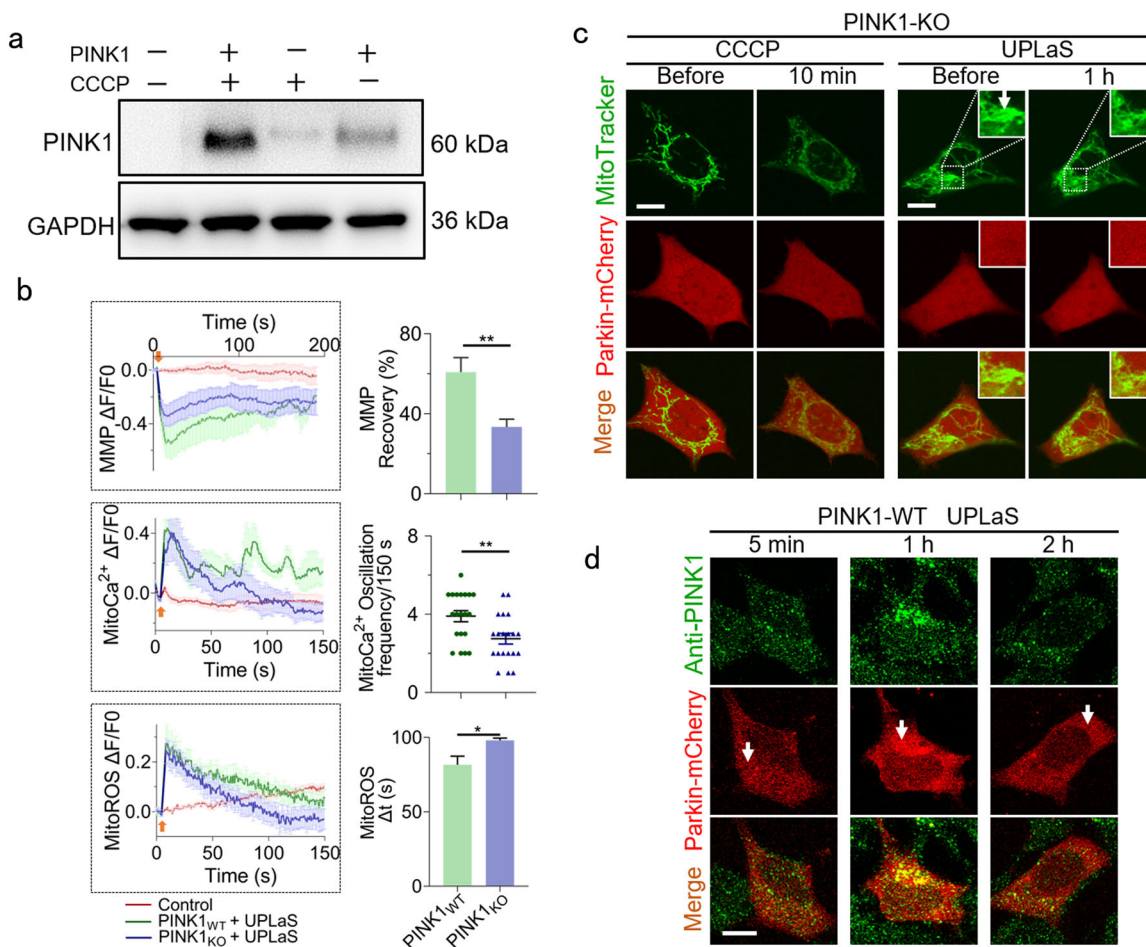 a
PINK1 − + − +
CCCP − + + −
PINK1 60 kDa
GAPDH 36 kDa
b
Time (s)
0 100 200
MMP ΔF/F0
0.0
-0.4
MMP
Recovery (%)
80
40
0
**
MitoCa2+ ΔF/F0
0.4
0.0
0 50 100 150
Time (s)
MitoCa2+ Oscillation
frequency/150 s
8
4
0
**
MitoROS ΔF/F0
0.2
0.0
0 50 100 150
Time (s)
MitoROS
Δt (s)
100
50
0
*
PINK1WT PINK1KO
Control
PINK1WT + UPLaS
PINK1KO + UPLaS
c
PINK1-KO
CCCP UPLaS
Before 10 min Before 1 h
MitoTracker
Parkin-mCherry
Merge
d
PINK1-WT UPLaS
5 min 1 h 2 h
Anti-PINK1
Parkin-mCherry
Merge